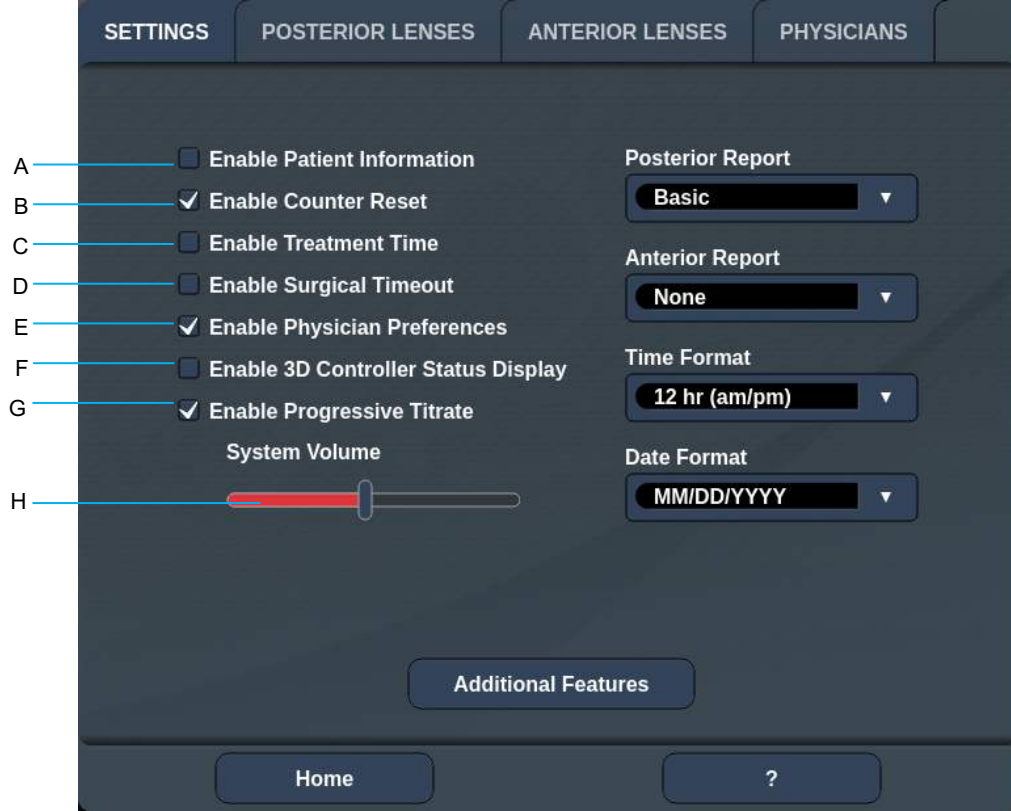 SETTINGS POSTERIOR LENSES ANTERIOR LENSES PHYSICIANS
A Enable Patient Information
B Enable Counter Reset
C Enable Treatment Time
D Enable Surgical Timeout
E Enable Physician Preferences
F Enable 3D Controller Status Display
G Enable Progressive Titrate
System Volume
H
Posterior Report
Basic
Anterior Report
None
Time Format
12 hr (am/pm)
Date Format
MM/DD/YYYY
Additional Features
Home ?